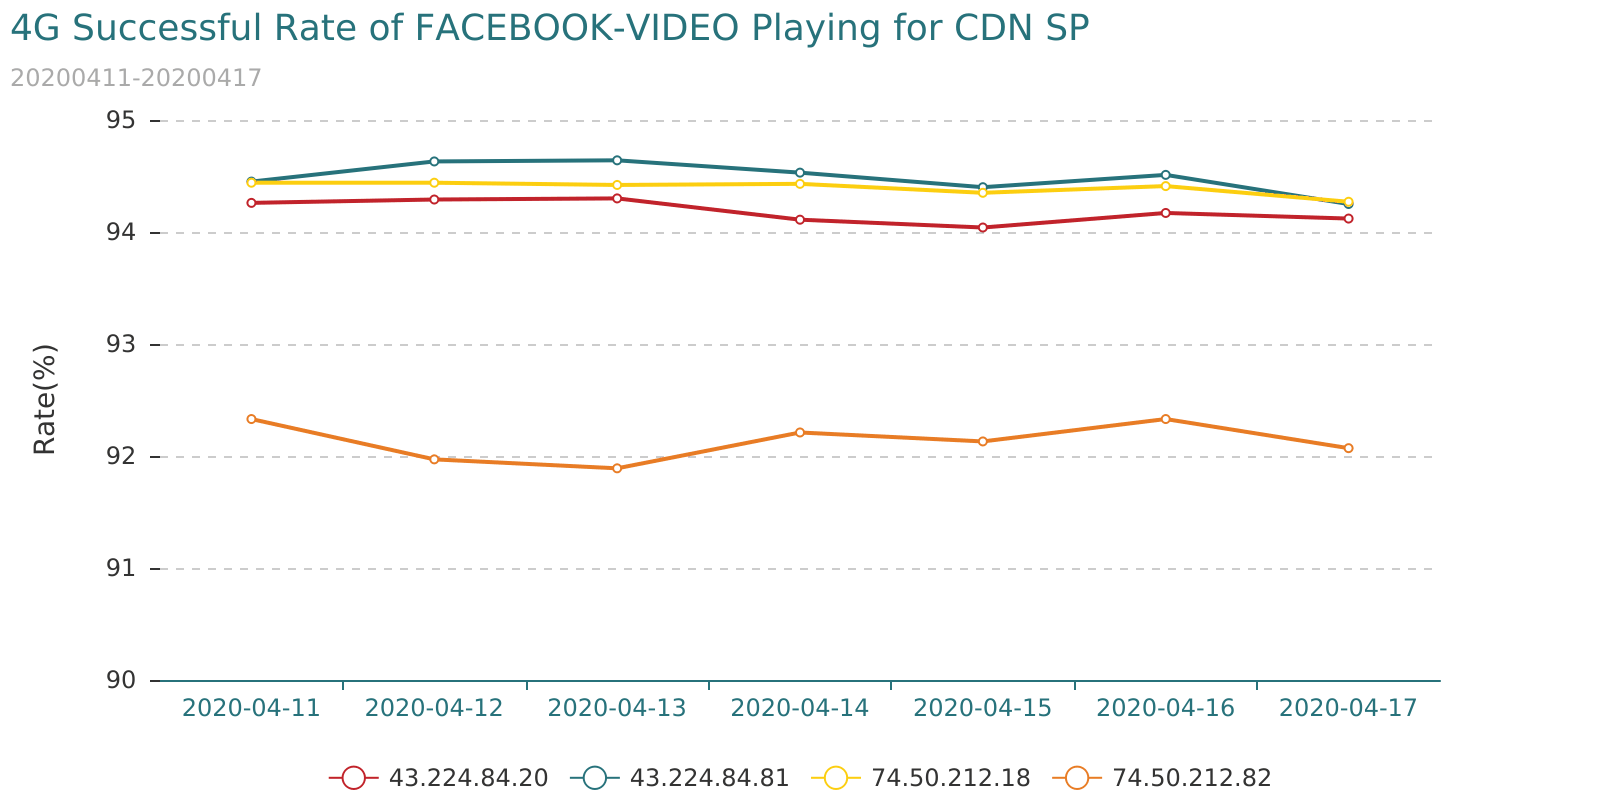 4G Successful Rate of FACEBOOK-VIDEO Playing for CDN SP
20200411-20200417
95
94
93
92
91
90
Rate(%)
2020-04-11 2020-04-12 2020-04-13 2020-04-14 2020-04-15 2020-04-16 2020-04-17
43.224.84.20 43.224.84.81 74.50.212.18 74.50.212.82